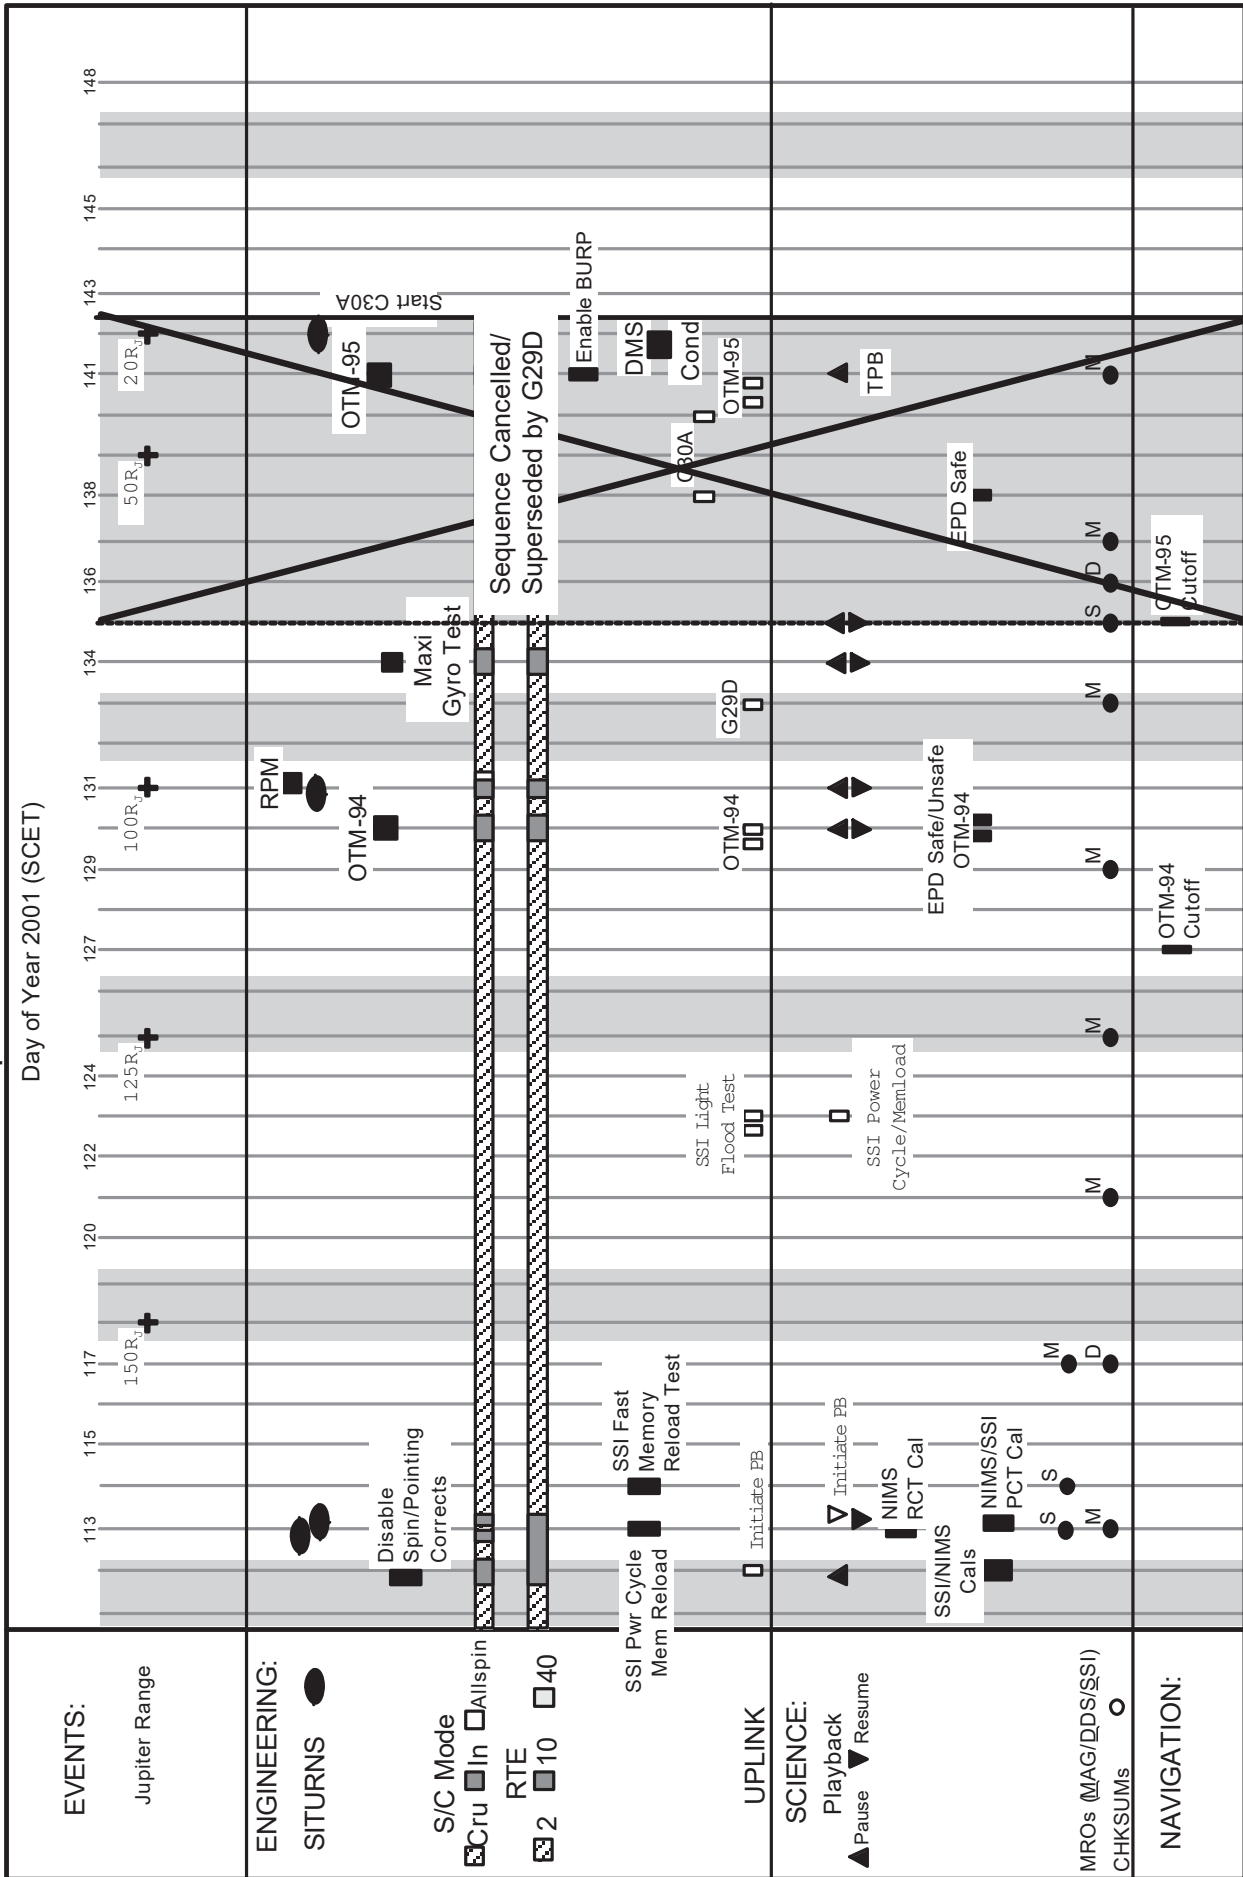 Day of Year 2001 (SCET)
EVENTS:
113
115
117
120
122
124
127
129
131
134
136
138
141
143
145
148
Jupiter Range
150RJ
125RJ
100RJ
50RJ
20RJ
ENGINEERING:
SITURNS
RPM
Start C30A
OTM-94
OTM-95
Disable
Spin/Pointing
Corrects
Maxi
Gyro Test
S/C Mode
Cru In Allspin
RTE
2 10 40
Sequence Cancelled/
Superseded by G29D
Enable BURP
SSI Pwr Cycle
Mem Reload
SSI Fast
Memory
Reload Test
DMS
Cond
C30A
UPLINK
Initiate PB
SSI Light
Flood Test
OTM-94
G29D
OTM-95
SCIENCE:
Playback
Pause Resume
Initiate PB
SSI Power
Cycle/Memload
TPB
NIMS
RCT Cal
SSI/NIMS
Cals
NIMS/SSI
PCT Cal
EPD Safe/Unsafe
OTM-94
EPD Safe
MROs (MAG/DDS/SSI)
CHKSUMs
S
S
M
M
D
M
M
M
M
S
D
M
M
NAVIGATION:
OTM-94
Cutoff
OTM-95
Cutoff